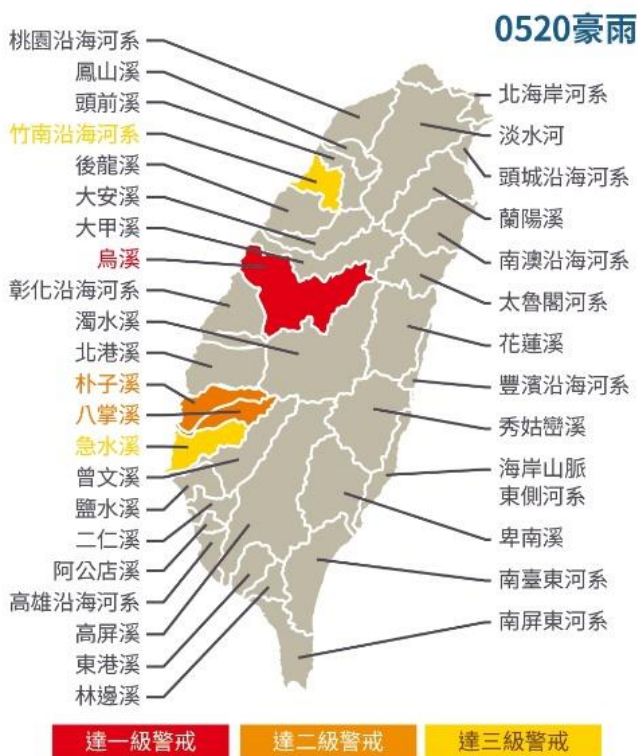 0520豪雨
桃園沿海河系
鳳山溪
頭前溪
竹南沿海河系
後龍溪
大安溪
大甲溪
烏溪
彰化沿海河系
濁水溪
北港溪
朴子溪
八掌溪
急水溪
曾文溪
鹽水溪
二仁溪
阿公店溪
高雄沿海河系
高屏溪
東港溪
林邊溪
北海岸河系
淡水河
頭城沿海河系
蘭陽溪
南澳沿海河系
太魯閣河系
花蓮溪
豐濱沿海河系
秀姑巒溪
海岸山脈
東側河系
卑南溪
南臺東河系
南屏東河系
達一級警戒
達二級警戒
達三級警戒